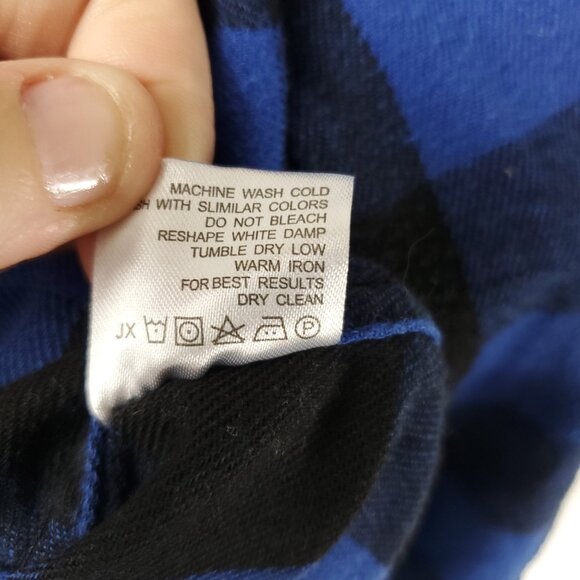 MACHINE WASH COLD
WITH SLIMILAR COLORS
DO NOT BLEACH
RESHAPE WHITE DAMP
TUMBLE DRY LOW
WARM IRON
FOR BEST RESULTS
DRY CLEAN
JX P